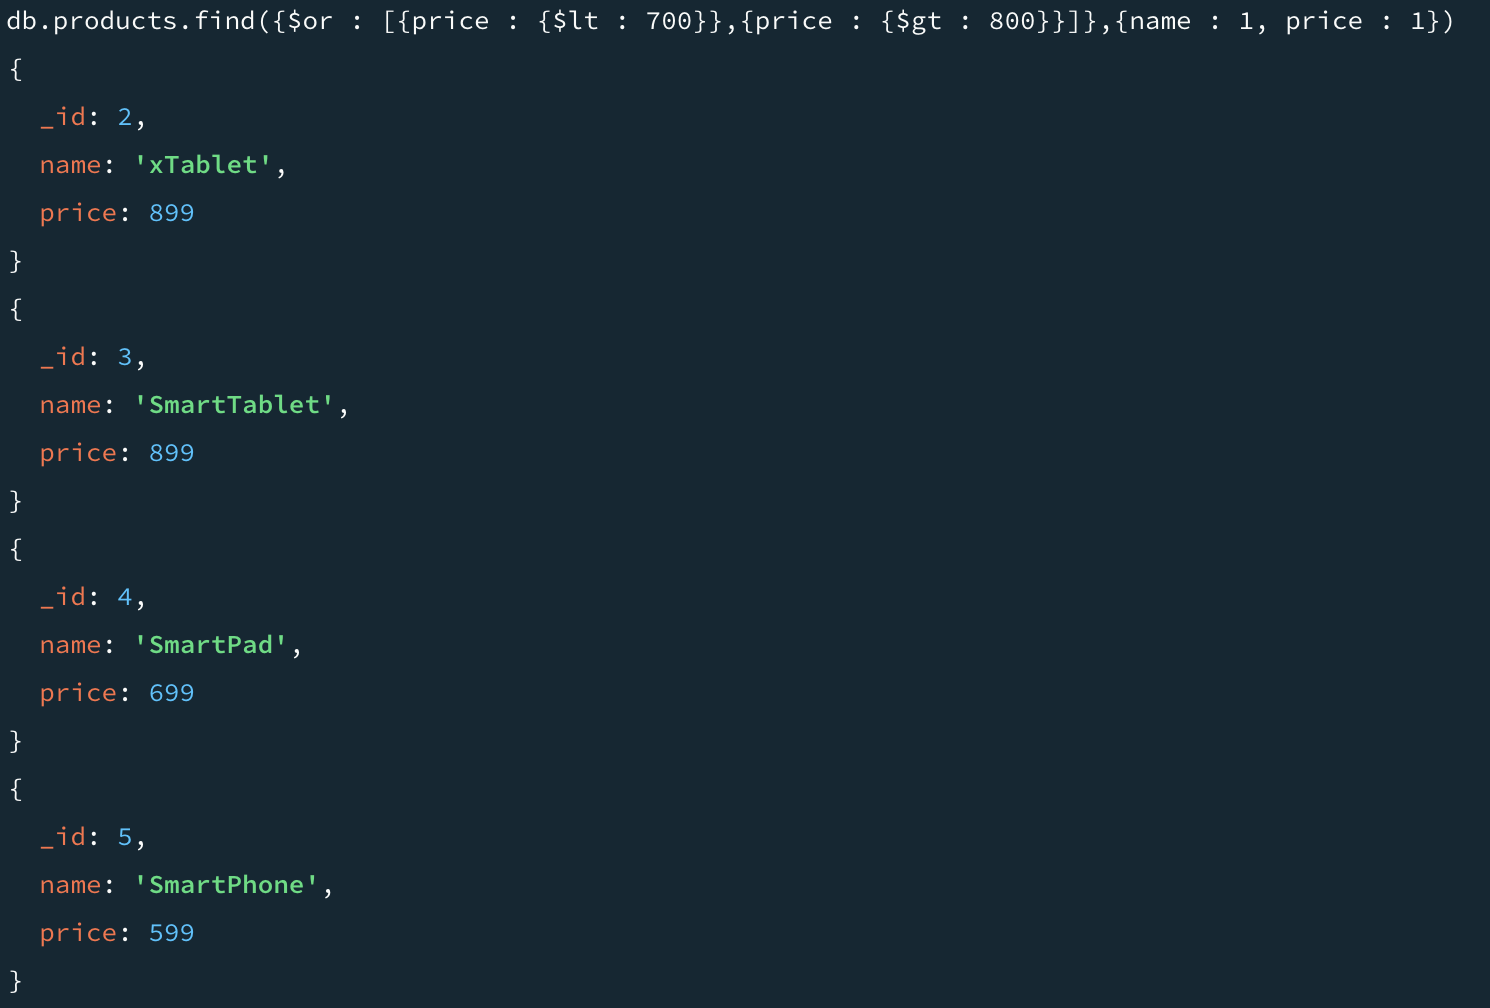 db.products.find({$or : [{price : {$lt : 700}},{price : {$gt : 800}}]},{name : 1, price : 1})
{
  _id: 2,
  name: 'xTablet',
  price: 899
}
{
  _id: 3,
  name: 'SmartTablet',
  price: 899
}
{
  _id: 4,
  name: 'SmartPad',
  price: 699
}
{
  _id: 5,
  name: 'SmartPhone',
  price: 599
}